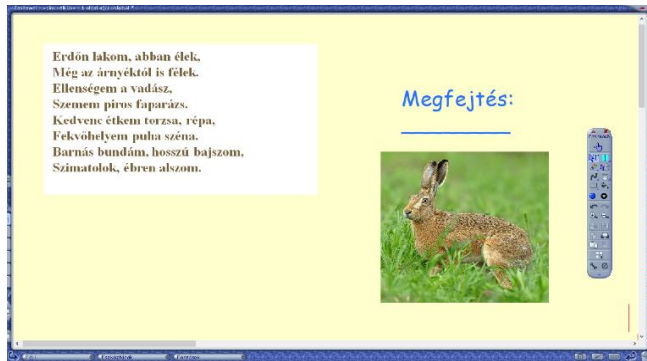 Erdőn lakom, abban élek,
Még az árnyéktól is félek.
Ellenségem a vadász,
Szemem piros faparázs.
Kedvenc étkem torzsa, répa,
Fekvőhelyem puha széna.
Barnás bundám, hosszú bajszom,
Szimatolok, ébren alszom.
Megfejtés: